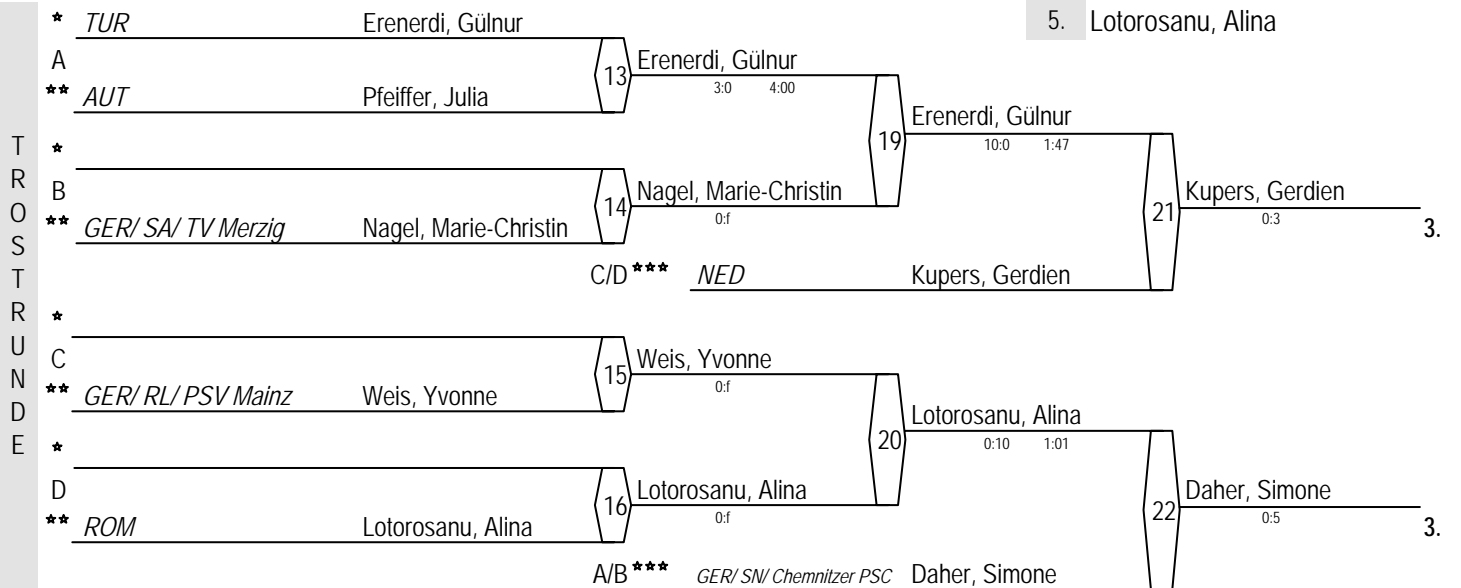 * TUR Erenerdi, Gülnur
5. Lotorosanu, Alina
A
13 Erenerdi, Gülnur
3:0 4:00
** AUT Pfeiffer, Julia
Erenerdi, Gülnur
19
10:0 1:47
TROSTRUNDE
*
B
14 Nagel, Marie-Christin
0:f
21 Kupers, Gerdien
0:3
3.
** GER/ SA/ TV Merzig Nagel, Marie-Christin
C/D *** NED Kupers, Gerdien
*
C
15 Weis, Yvonne
0:f
** GER/ RL/ PSV Mainz Weis, Yvonne
Lotorosanu, Alina
20
0:10 1:01
*
D
16 Lotorosanu, Alina
0:f
22 Daher, Simone
0:5
3.
** ROM Lotorosanu, Alina
A/B *** GER/ SN/ Chemnitzer PSC Daher, Simone